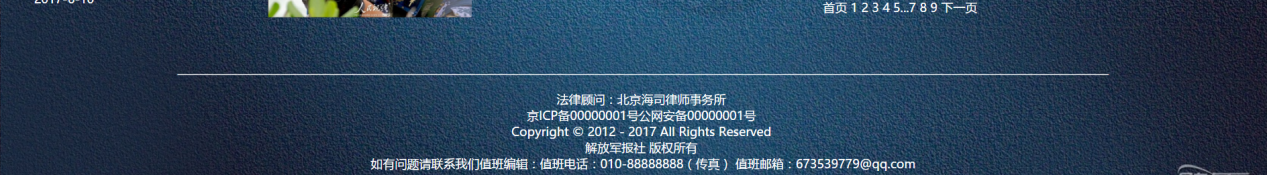 首页 1 2 3 4 5...7 8 9 下一页
法律顾问：北京海司律师事务所
京ICP备00000001号公网安备00000001号
Copyright © 2012 - 2017 All Rights Reserved
解放军报社 版权所有
如有问题请联系我们值班编辑：值班电话：010-88888888（传真） 值班邮箱：673539779@qq.com